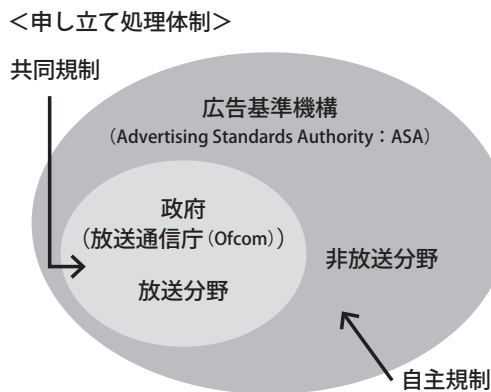 ＜申し立て処理体制＞
共同規制
広告基準機構
（Advertising Standards Authority：ASA）
政府
（放送通信庁（Ofcom））
放送分野
非放送分野
自主規制